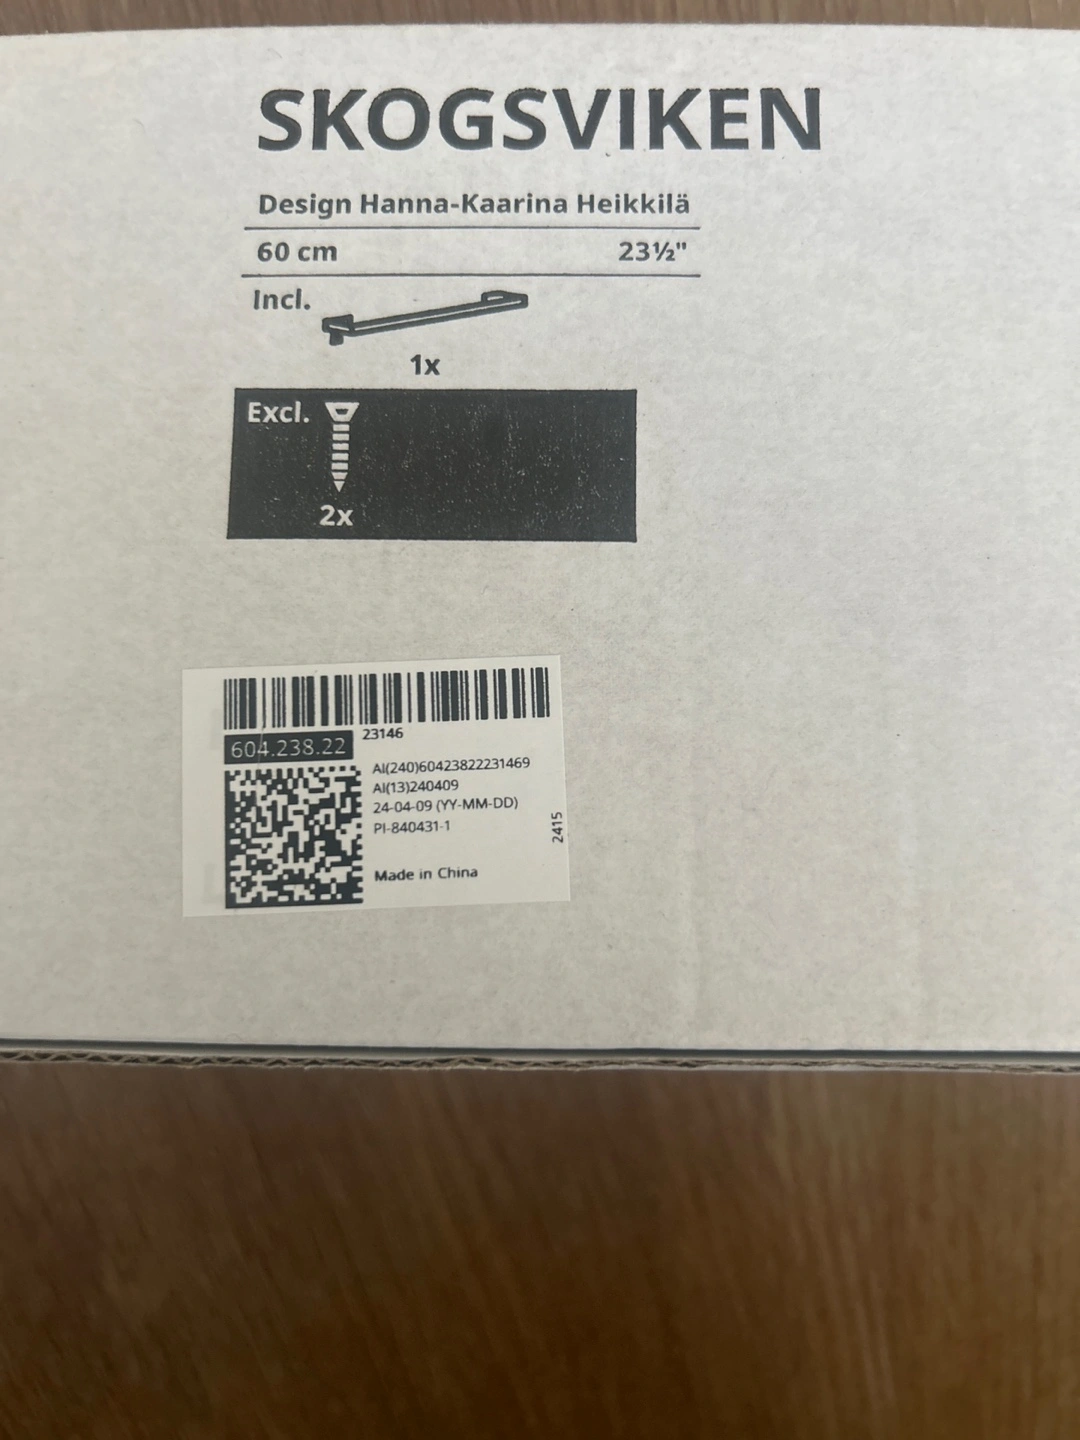 SKOGSVIKEN
Design Hanna-Kaarina Heikkilä
60 cm 23½"
Incl.
1x
Excl.
2x
23146
604.238.22
AI(240)60423822231469
AI(13)240409
24-04-09 (YY-MM-DD)
PI-840431-1
2415
Made in China